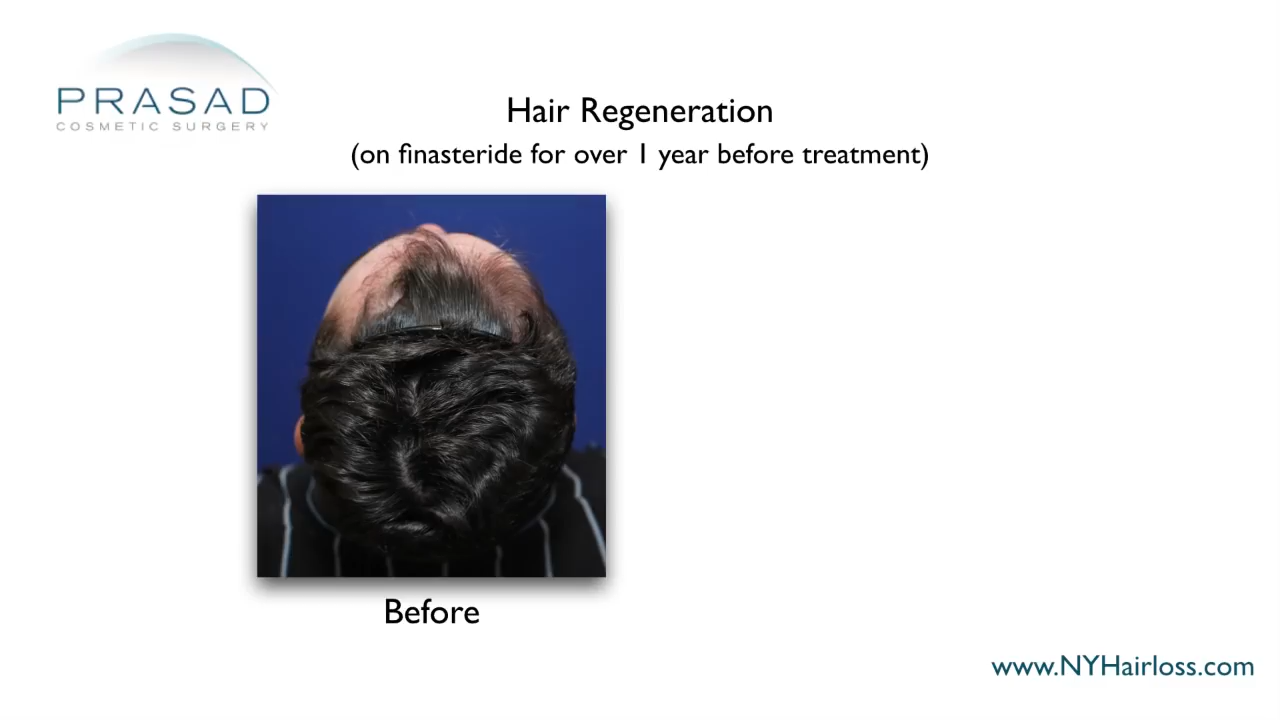 PRASAD
COSMETIC SURGERY
Hair Regeneration
(on finasteride for over 1 year before treatment)
Before
www.NYHairloss.com